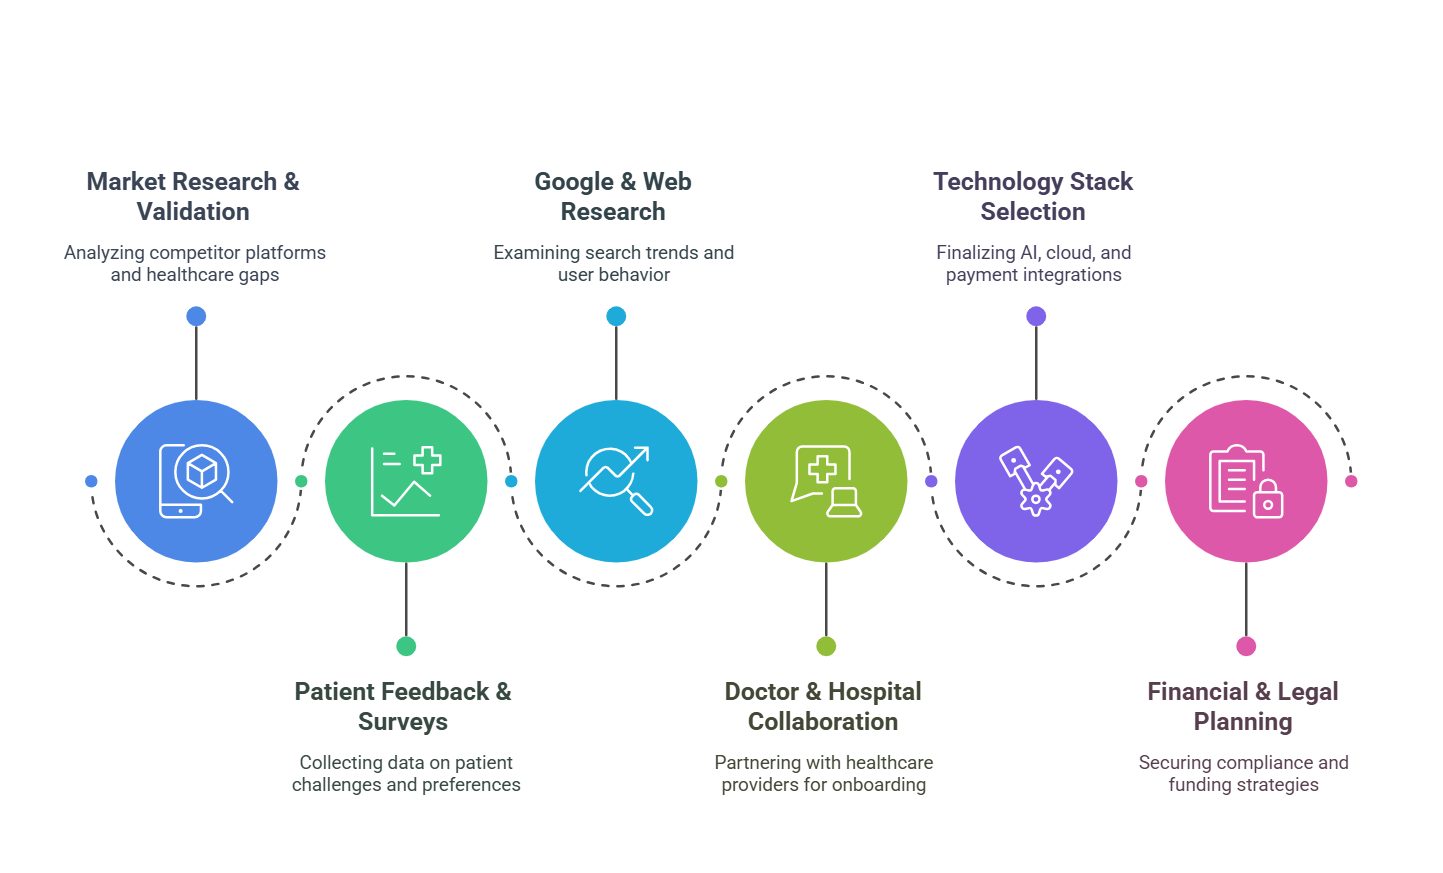 Market Research &
Validation
Analyzing competitor platforms
and healthcare gaps
Patient Feedback &
Surveys
Collecting data on patient
challenges and preferences
Google & Web
Research
Examining search trends and
user behavior
Doctor & Hospital
Collaboration
Partnering with healthcare
providers for onboarding
Technology Stack
Selection
Finalizing AI, cloud, and
payment integrations
Financial & Legal
Planning
Securing compliance and
funding strategies